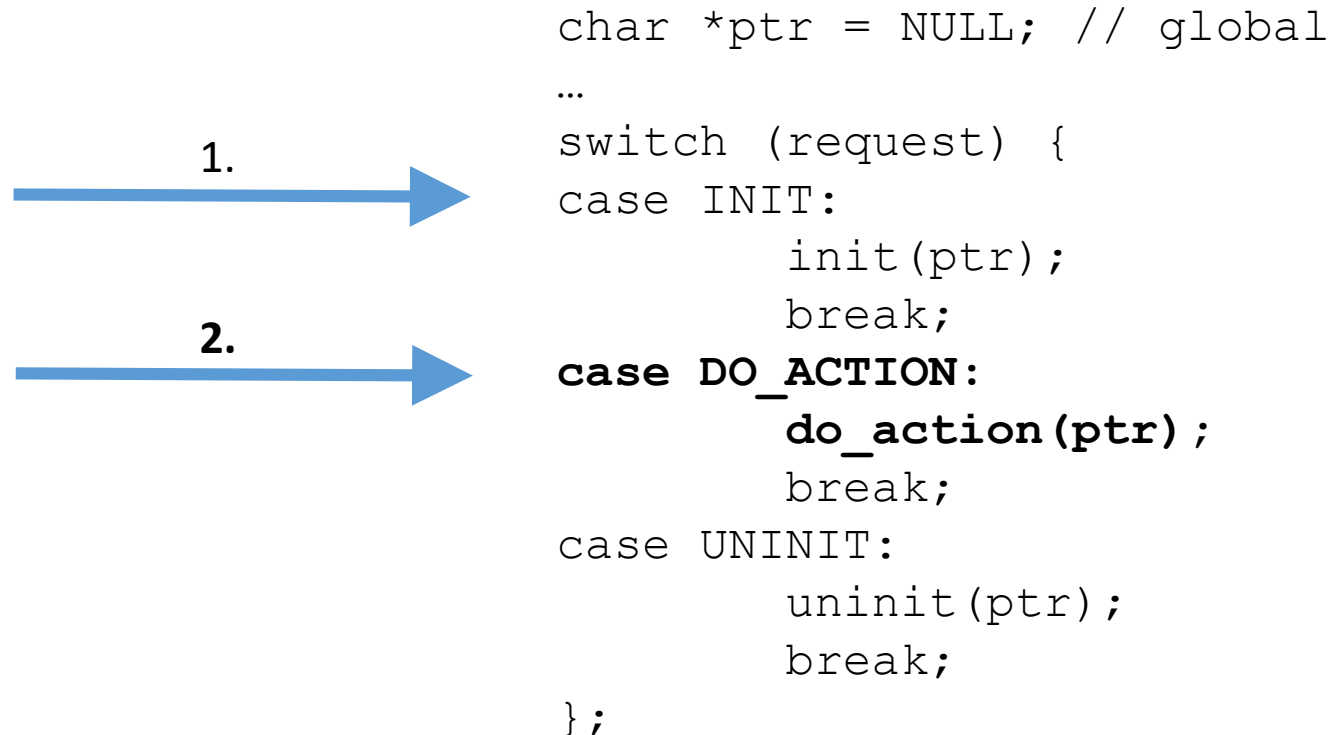 char *ptr = NULL; // global
…
switch (request) {
1.
case INIT:
init(ptr);
break;
2.
case DO_ACTION:
do_action(ptr);
break;
case UNINIT:
uninit(ptr);
break;
};